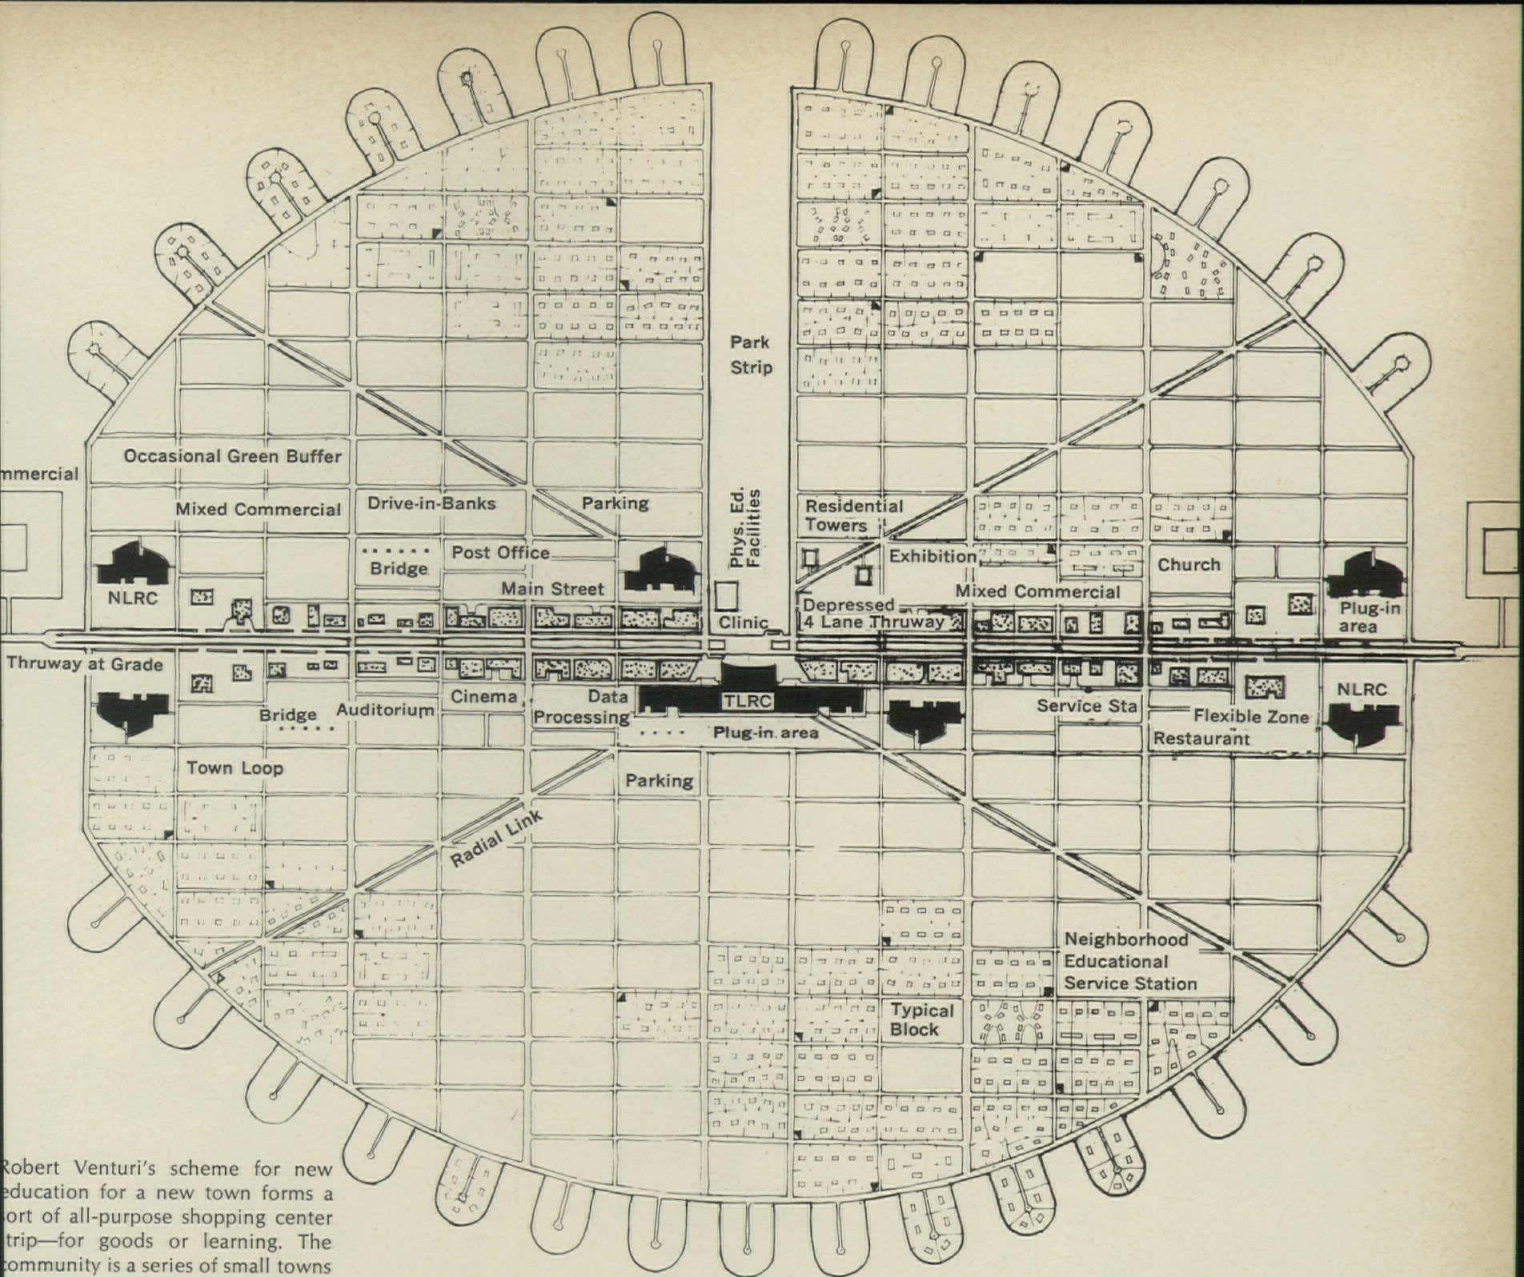 Park
Strip
Occasional Green Buffer
mmercial
Mixed Commercial
Drive-in-Banks
Parking
Phys. Ed.
Facilities
Residential
Towers
Post Office
Bridge
Exhibition
Church
NLRC
Main Street
Mixed Commercial
Plug-in
area
Clinic
Depressed
4 Lane Thruway
Thruway at Grade
Cinema
Data
Processing
TLRC
Service Sta
NLRC
Bridge
Auditorium
Plug-in area
Flexible Zone
Restaurant
Town Loop
Parking
Radial Link
Neighborhood
Educational
Service Station
Typical
Block
Robert Venturi's scheme for new
education for a new town forms a
sort of all-purpose shopping center
trip—for goods or learning. The
community is a series of small towns